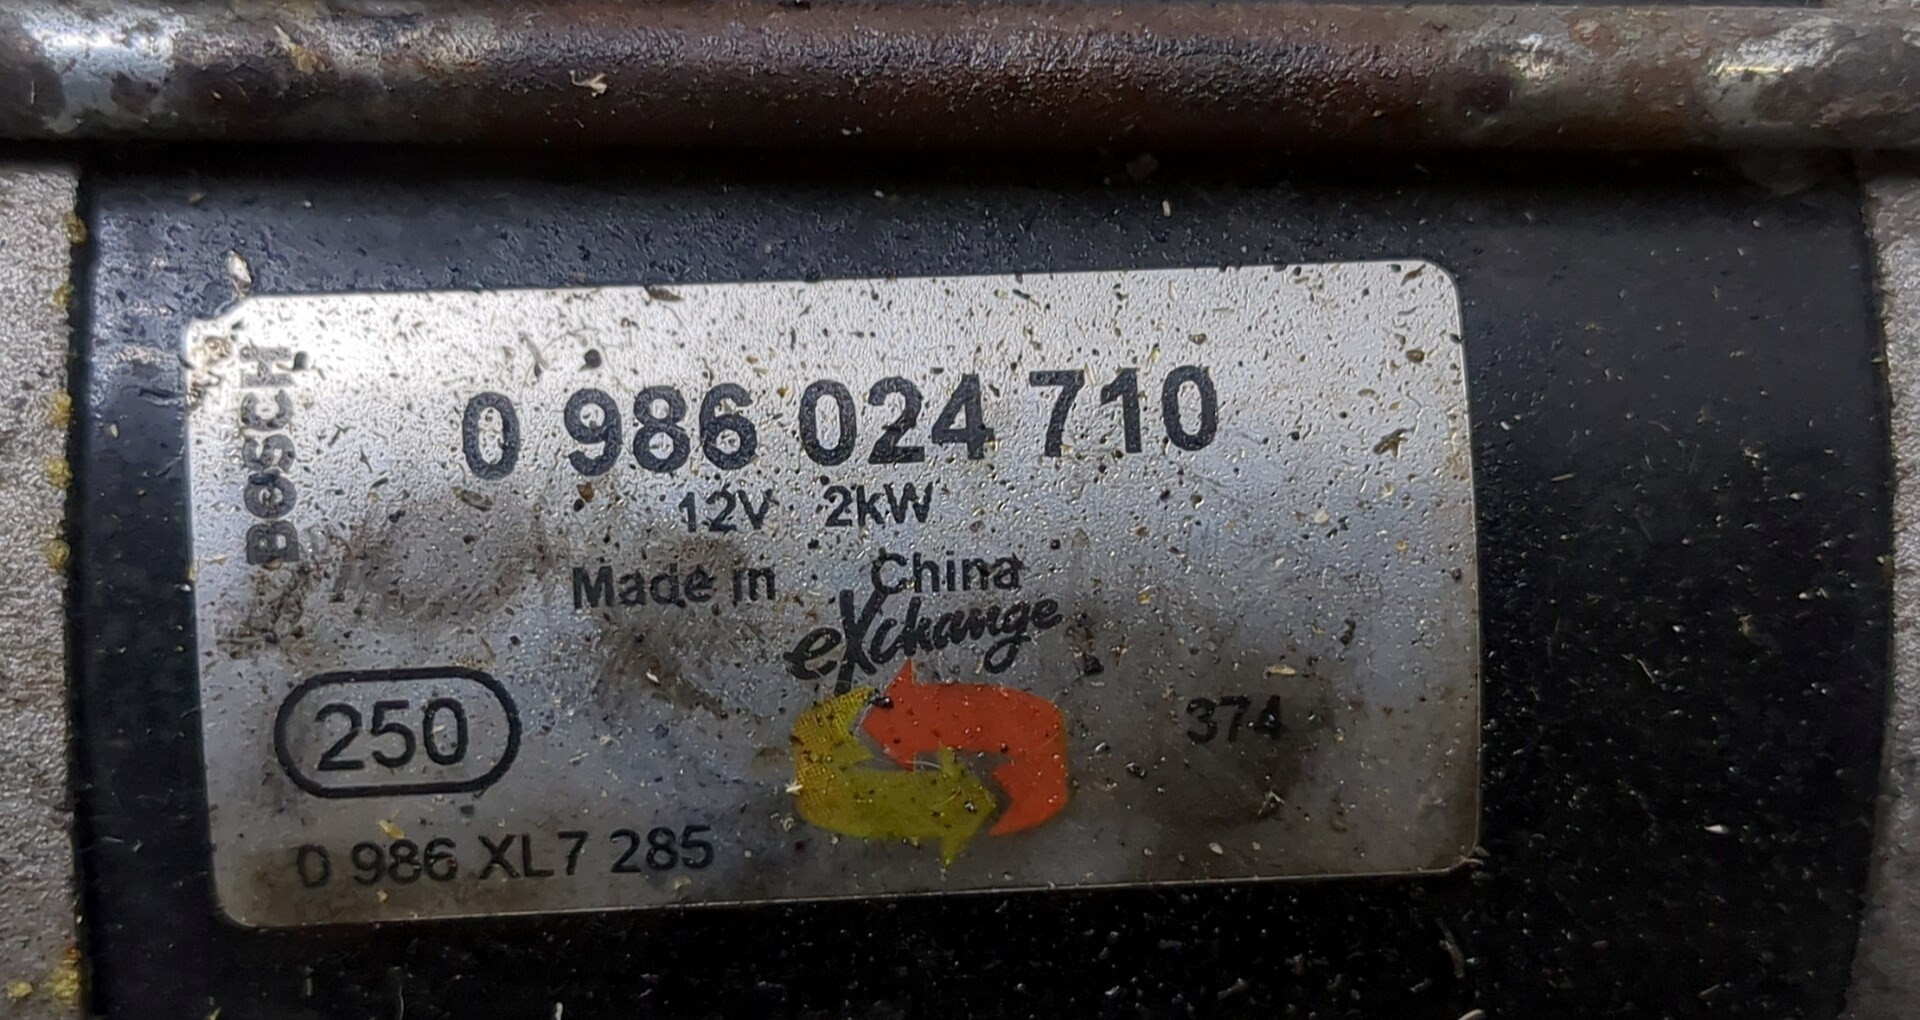 BOSCH
0 986 024 710
12V 2kW
Made in China
eXchange
250
374
0 986 XL7 285